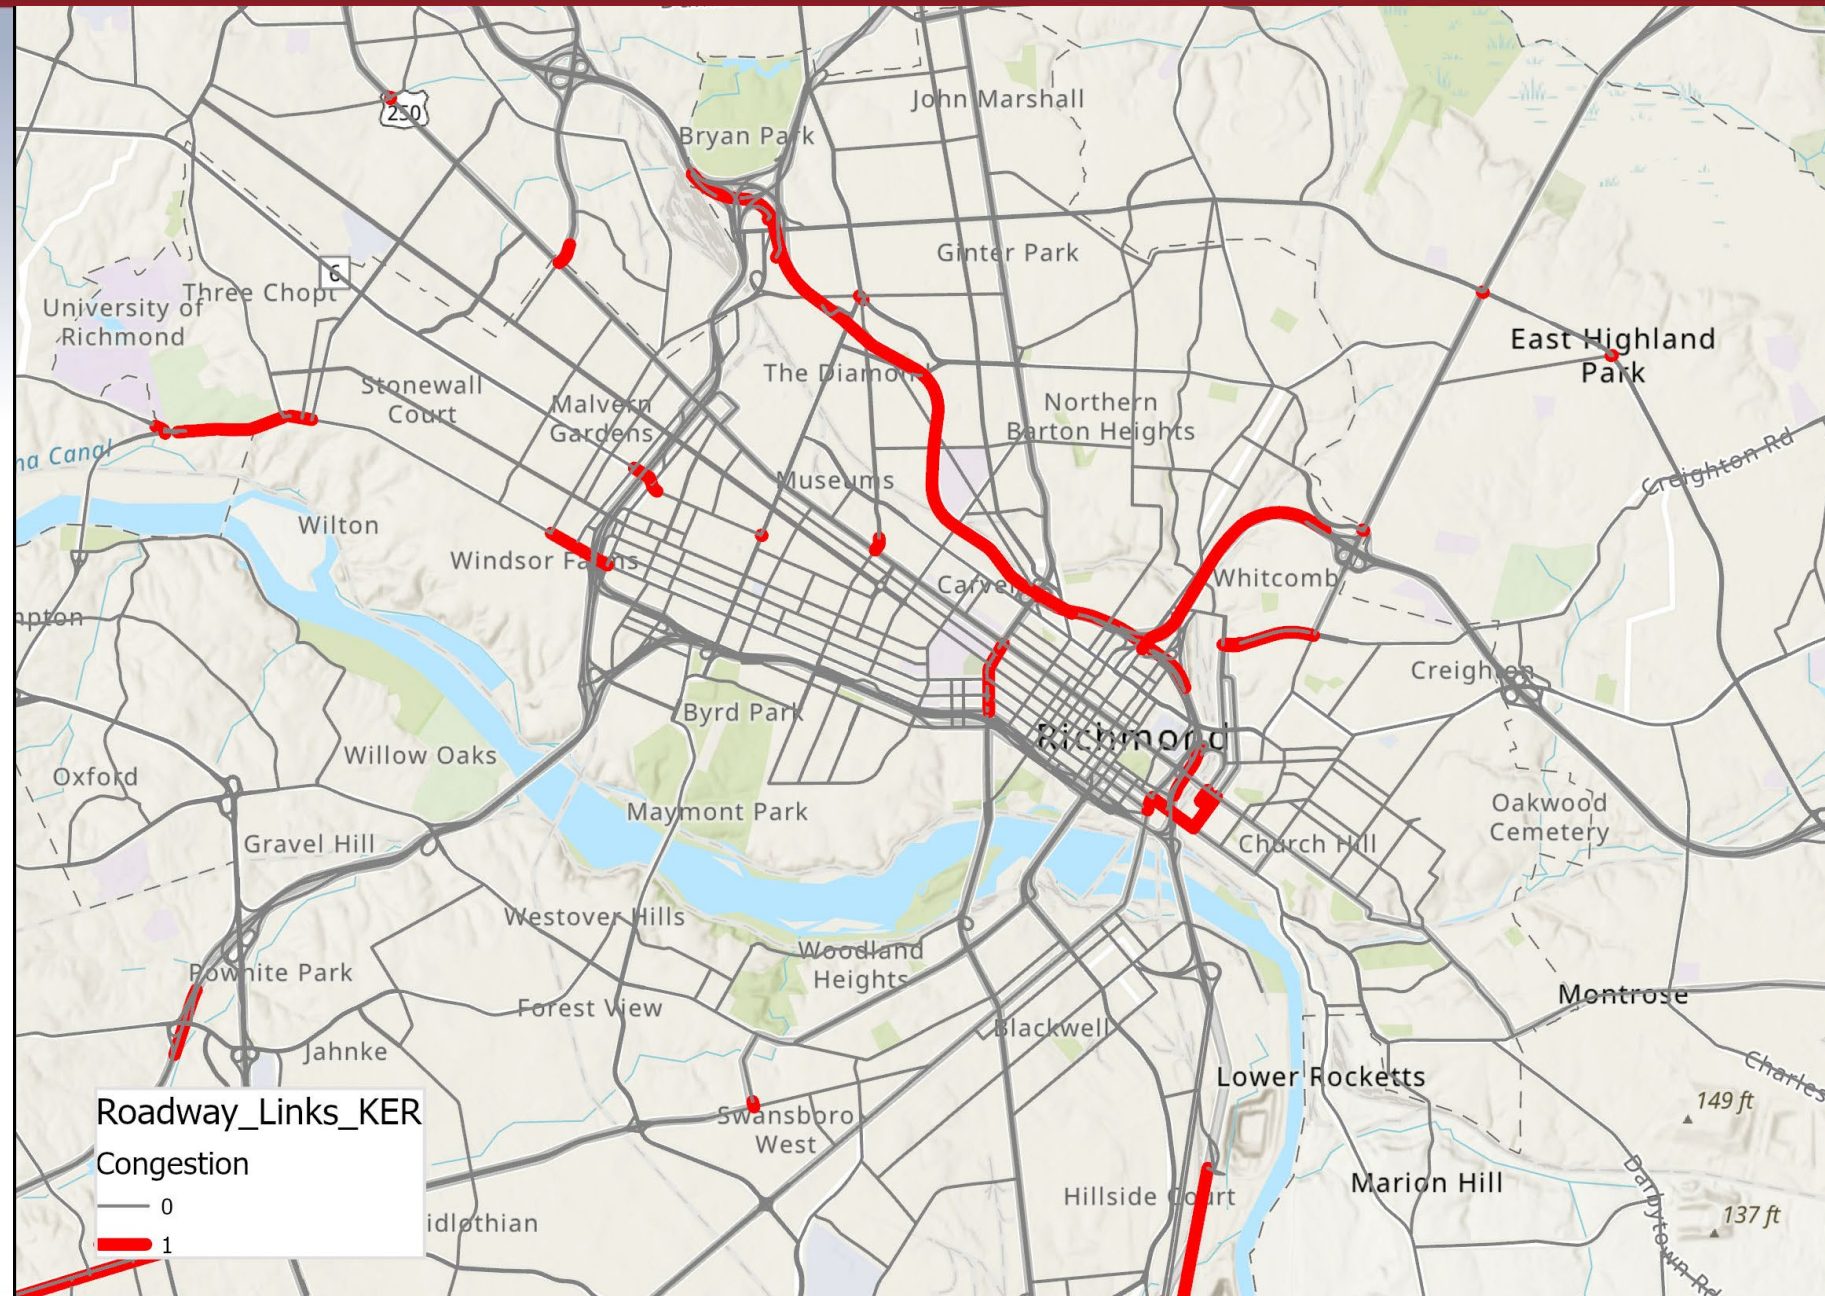 John Marshall
250
Bryan Park
Ginter Park
6
Three Chopt
University of
Richmond
East Highland
Park
The Diamond
Stonewall
Court
Malvern
Gardens
Northern
Barton Heights
Creighton Rd
na Canal
Museums
Wilton
Windsor Farms
Carver
Whitcomb
mpton
Creighton
Byrd Park
Richmond
Willow Oaks
Oxford
Maymont Park
Oakwood
Cemetery
Gravel Hill
Church Hill
Westover Hills
Woodland
Heights
Powhite Park
Montrose
Forest View
Blackwell
Jahnke
Charles
Lower Rocketts
149 ft
Roadway_Links_KER
Swansboro
West
Congestion
Marion Hill
Hillside Court
Darbytown Rd
0
137 ft
idlothian
1